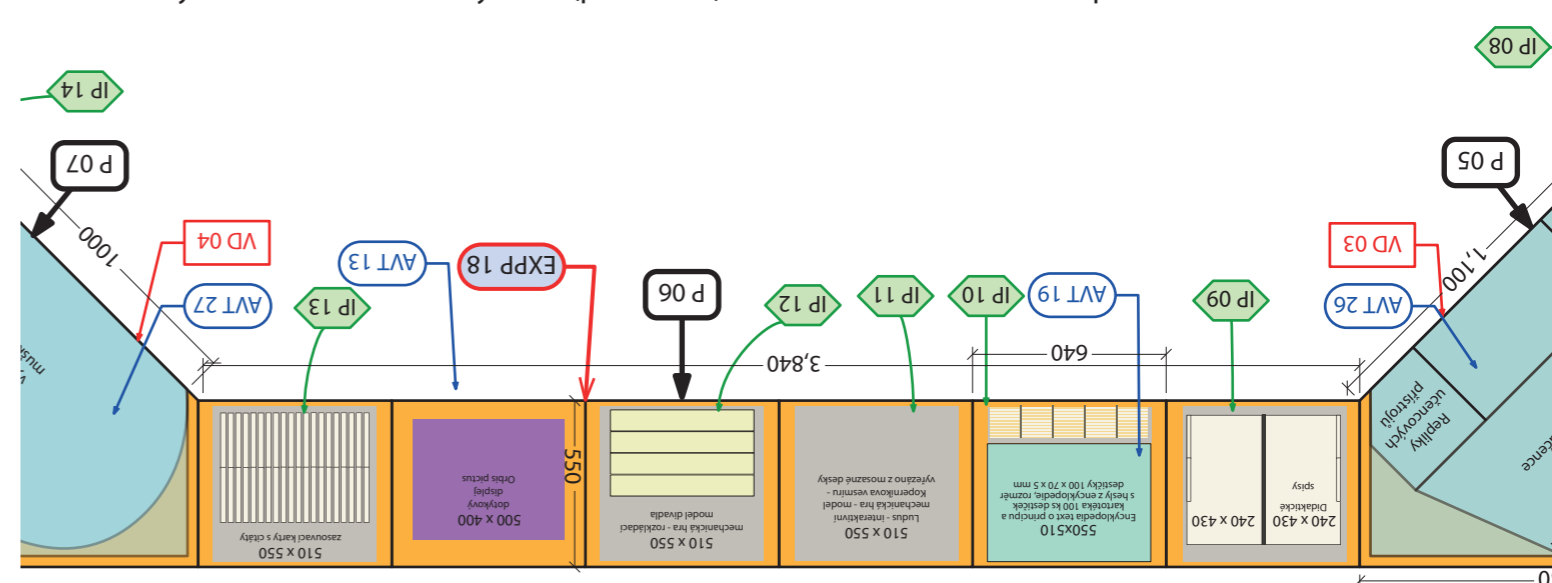 240 x 430
Didaktické
spisy
240 x 430
550x510
Encyklopedia text o principu a
kartotéka 100 ks destiček
s hesly z encyklopedie, rozměr
destičky 100 x 70 x 5 mm
510 x 550
Ludus - interaktivní
mechanická hra - model
Koperníkova vesmíru -
vyřezáno z mosazné desky
510 x 550
mechanická hra - rozkládací
model divadla
500 x 400
dotykový
displej
Orbis pictus
510 x 550
zasouvací karty s citáty
550
Repliky
učencových
přístrojů
640
3,840
1,100
1000
AVT 26
VD 03
IP 09
AVT 19
IP 10
IP 11
IP 12
P 06
EXPP 18
AVT 13
IP 13
AVT 27
VD 04
P 05
P 07
IP 08
IP 14